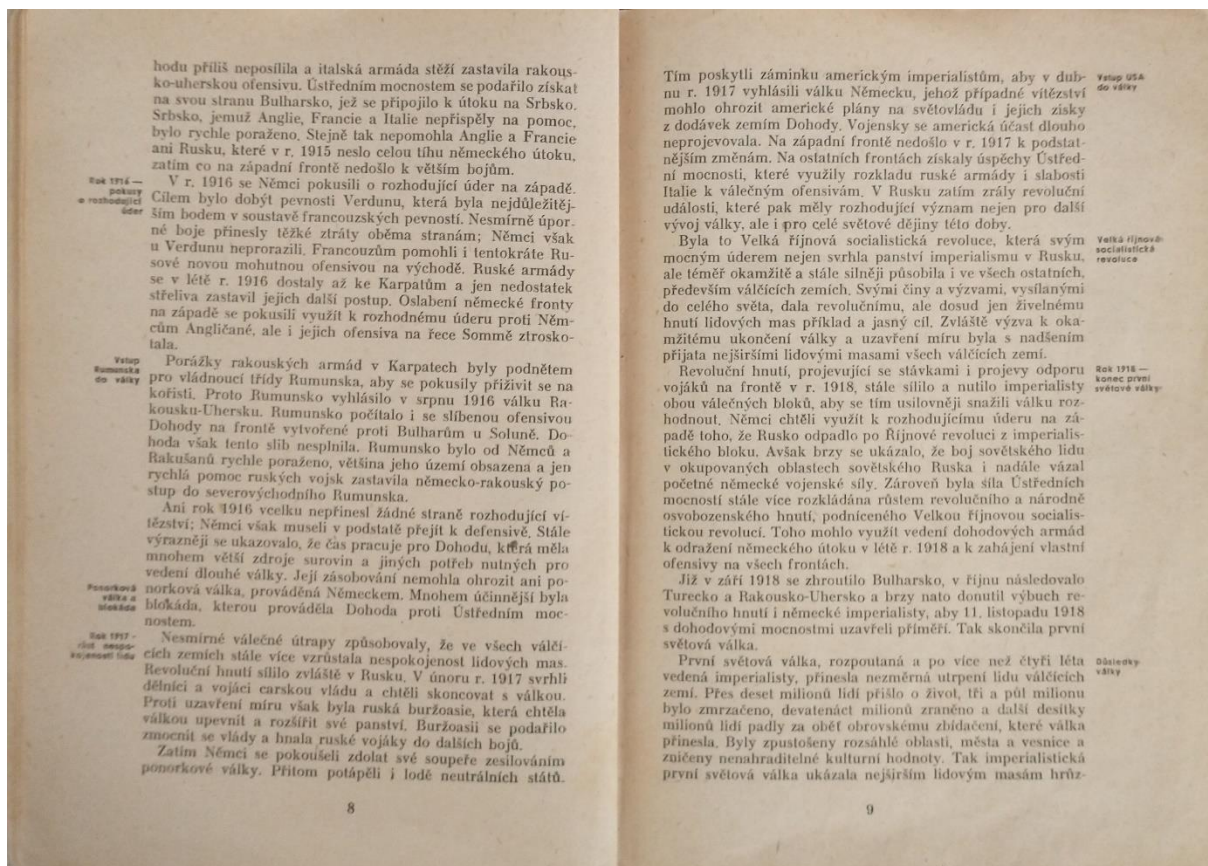 hodu příliš neposílila a italská armáda stěží zastavila rakous-
ko-uherskou ofensivu. Ústředním mocnostem se podařilo získat
na svou stranu Bulharsko, jež se připojilo k útoku na Srbsko.
Srbsko, jemuž Anglie, Francie a Italie nepřispěly na pomoc,
bylo rychle poraženo. Stejně tak nepomohla Anglie a Francie
ani Rusku, které v r. 1915 neslo celou tíhu německého útoku,
zatím co na západní frontě nedošlo k větším bojům.
Rok 1916 —
pokusy
o rozhodující
úder
V r. 1916 se Němci pokusili o rozhodující úder na západě.
Cílem bylo dobýt pevnosti Verdunu, která byla nejdůležitěj-
ším bodem v soustavě francouzských pevností. Nesmírně úpor-
né boje přinesly těžké ztráty oběma stranám; Němci však
u Verdunu neprorazili. Francouzům pomohli i tentokráte Ru-
sové novou mohutnou ofensivou na východě. Ruské armády
se v létě r. 1916 dostaly až ke Karpatům a jen nedostatek
střeliva zastavil jejich další postup. Oslabení německé fronty
na západě se pokusili využít k rozhodnému úderu proti Něm-
cům Angličané, ale i jejich ofensiva na řece Sommě ztrosko-
tala.
Vstup
Rumunska
do války
Porážky rakouských armád v Karpatech byly podnětem
pro vládnoucí třídy Rumunska, aby se pokusily přiživit se na
kořisti. Proto Rumunsko vyhlásilo v srpnu 1916 válku Ra-
kousku-Uhersku. Rumunsko počítalo i se slíbenou ofensivou
Dohody na frontě vytvořené proti Bulharům u Soluně. Do-
hoda však tento slib nesplnila. Rumunsko bylo od Němců a
Rakušanů rychle poraženo, většina jeho území obsazena a jen
rychlá pomoc ruských vojsk zastavila německo-rakouský po-
stup do severovýchodního Rumunska.
Ani rok 1916 vcelku nepřinesl žádné straně rozhodující ví-
tězství; Němci však museli v podstatě přejít k defensivě. Stále
výrazněji se ukazovalo, že čas pracuje pro Dohodu, která měla
mnohem větší zdroje surovin a jiných potřeb nutných pro
vedení dlouhé války. Její zásobování nemohla ohrozit ani po-
norková válka, prováděná Německem. Mnohem účinnější byla
blokáda, kterou prováděla Dohoda proti Ústředním moc-
nostem.
Ponorková
válka a
blokáda
Rok 1917 -
růst nespo-
kojenosti lidu
Nesmírné válečné útrapy způsobovaly, že ve všech válčí-
cích zemích stále více vzrůstala nespokojenost lidových mas.
Revoluční hnutí sílilo zvláště v Rusku. V únoru r. 1917 svrhli
dělníci a vojáci carskou vládu a chtěli skoncovat s válkou.
Proti uzavření míru však byla ruská buržoasie, která chtěla
válkou upevnit a rozšířit své panství. Buržoasii se podařilo
zmocnit se vlády a hnala ruské vojáky do dalších bojů.
Zatím Němci se pokoušeli zdolat své soupeře zesilováním
ponorkové války. Přitom potápěli i lodě neutrálních států.
8
Tím poskytli záminku americkým imperialistům, aby v dub-
nu r. 1917 vyhlásili válku Německu, jehož případné vítězství
mohlo ohrozit americké plány na světovládu i jejich zisky
z dodávek zemím Dohody. Vojensky se americká účast dlouho
neprojevovala. Na západní frontě nedošlo v r. 1917 k podstat-
nějším změnám. Na ostatních frontách získaly úspěchy Ústřed-
ní mocnosti, které využily rozkladu ruské armády i slabosti
Italie k válečným ofensivám. V Rusku zatím zrály revoluční
události, které pak měly rozhodující význam nejen pro další
vývoj války, ale i pro celé světové dějiny této doby.
Vstup USA
do války
Byla to Velká říjnová socialistická revoluce, která svým
mocným úderem nejen svrhla panství imperialismu v Rusku,
ale téměř okamžitě a stále silněji působila i ve všech ostatních,
především válčících zemích. Svými činy a výzvami, vysílanými
do celého světa, dala revolučnímu, ale dosud jen živelnému
hnutí lidových mas příklad a jasný cíl. Zvláště výzva k oka-
mžitému ukončení války a uzavření míru byla s nadšením
přijata nejširšími lidovými masami všech válčících zemí.
Velká říjnová
socialistická
revoluce
Revoluční hnutí, projevující se stávkami i projevy odporu
vojáků na frontě v r. 1918, stále sílilo a nutilo imperialisty
obou válečných bloků, aby se tím usilovněji snažili válku roz-
hodnout. Němci chtěli využít k rozhodujícímu úderu na zá-
padě toho, že Rusko odpadlo po Říjnové revoluci z imperialis-
tického bloku. Avšak brzy se ukázalo, že boj sovětského lidu
v okupovaných oblastech sovětského Ruska i nadále vázal
početné německé vojenské síly. Zároveň byla síla Ústředních
mocností stále více rozkládána růstem revolučního a národně
osvobozenského hnutí, podníceného Velkou říjnovou socialis-
tickou revolucí. Toho mohlo využít vedení dohodových armád
k odražení německého útoku v létě r. 1918 a k zahájení vlastní
ofensivy na všech frontách.
Rok 1918 —
konec první
světové války
Již v září 1918 se zhroutilo Bulharsko, v říjnu následovalo
Turecko a Rakousko-Uhersko a brzy nato donutil výbuch re-
volučního hnutí i německé imperialisty, aby 11. listopadu 1918
s dohodovými mocnostmi uzavřeli příměří. Tak skončila první
světová válka.
První světová válka, rozpoutaná a po více než čtyři léta
vedená imperialisty, přinesla nezměrná utrpení lidu válčících
zemí. Přes deset milionů lidí přišlo o život, tři a půl milionu
bylo zmrzačeno, devatenáct milionů zraněno a další desítky
milionů lidí padly za oběť obrovskému zbídačení, které válka
přinesla. Byly zpustošeny rozsáhlé oblasti, města a vesnice a
zničeny nenahraditelné kulturní hodnoty. Tak imperialistická
první světová válka ukázala nejširším lidovým masám hrůz-
Důsledky
války
9